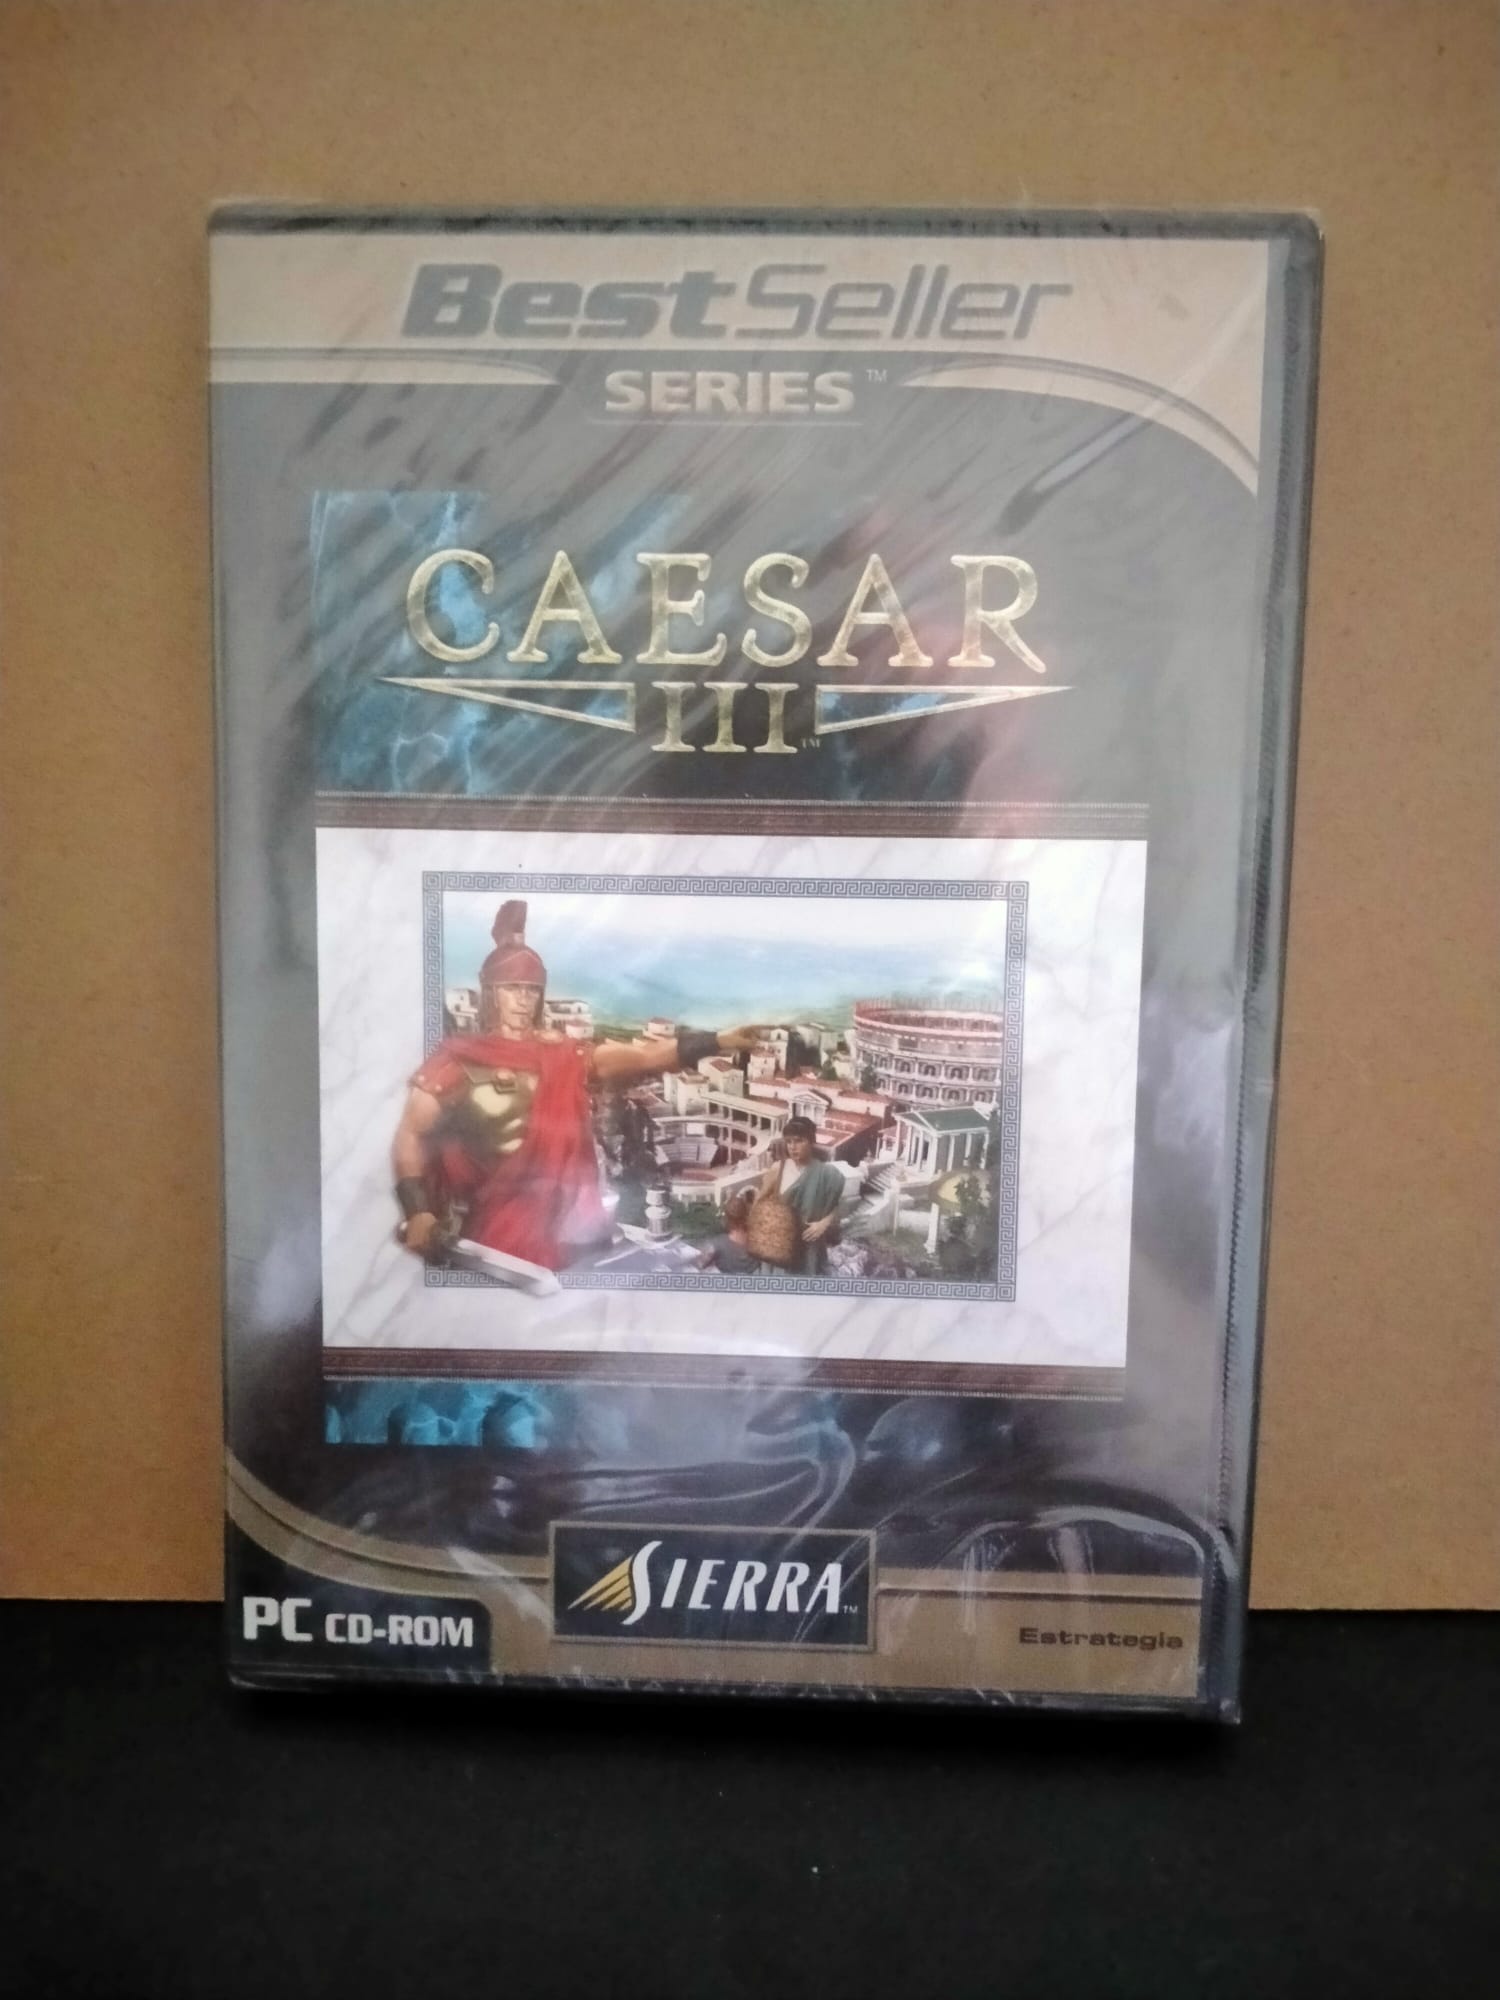 BestSeller
SERIES™
CAESAR
III™
SIERRA™
PC CD-ROM
Estrategia